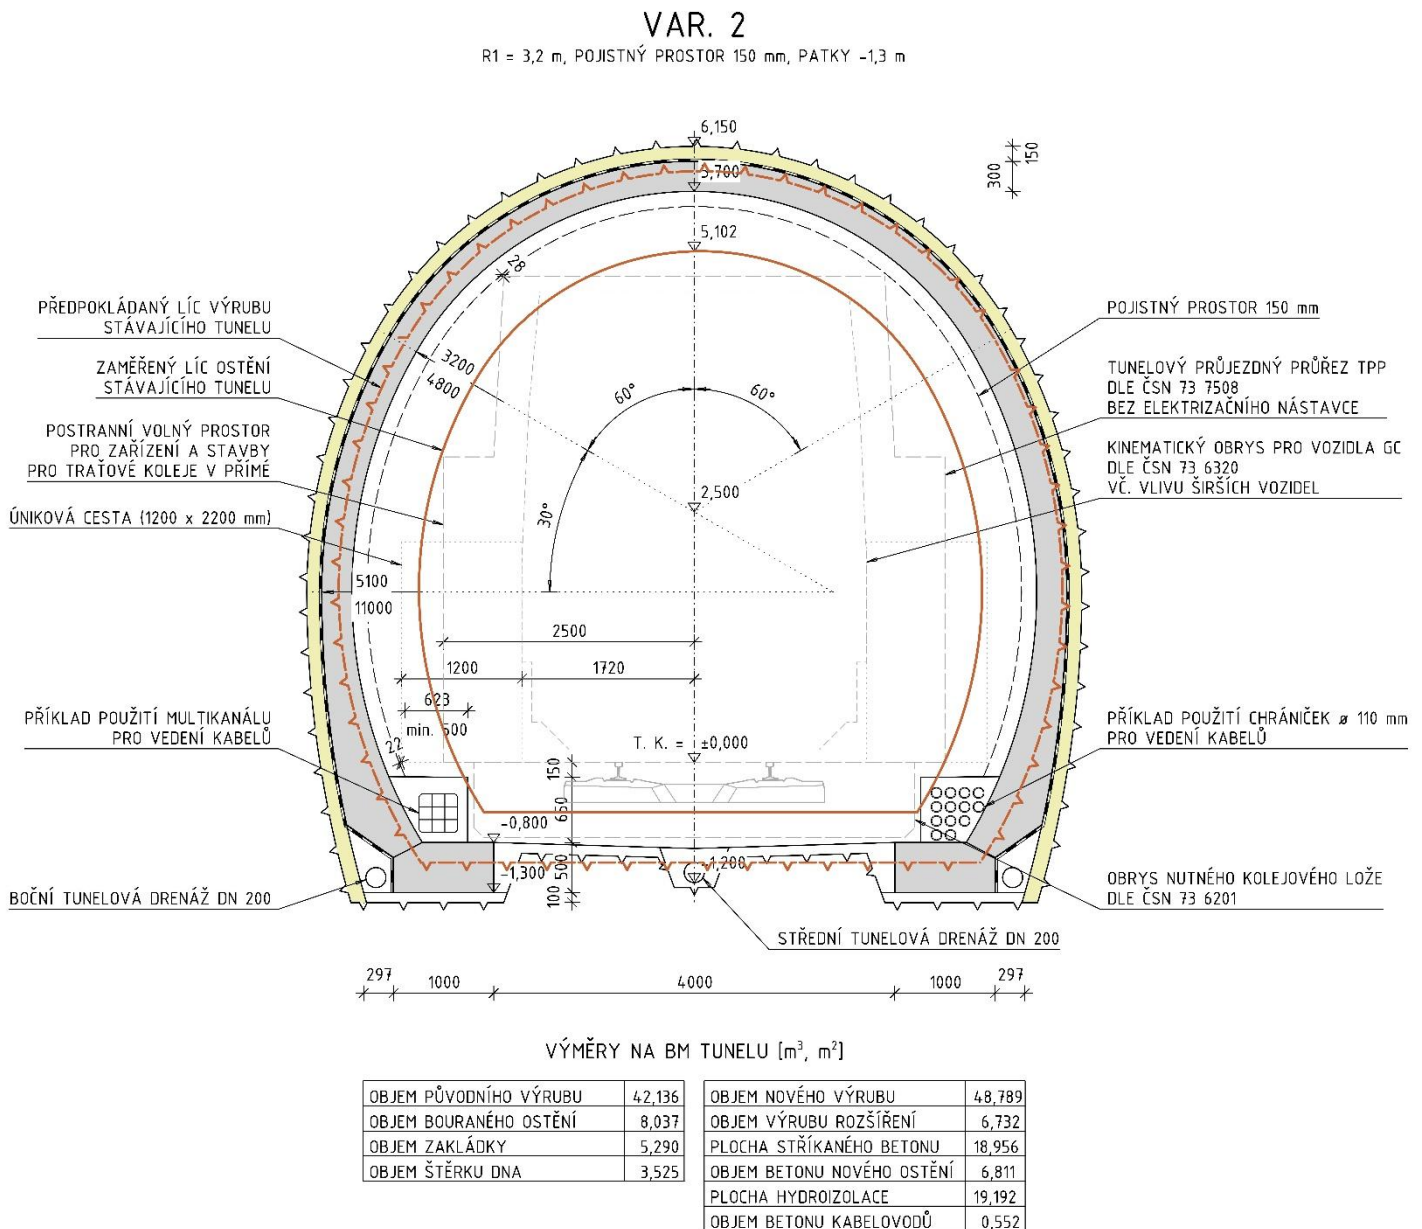 VAR. 2
R1 = 3,2 m, POJISTNÝ PROSTOR 150 mm, PATKY -1,3 m
6,150
150
300
5,700
5,102
28
PŘEDPOKLÁDANÝ LÍC VÝRUBU
STÁVAJÍCÍHO TUNELU
ZAMĚŘENÝ LÍC OSTĚNÍ
STÁVAJÍCÍHO TUNELU
POSTRANNÍ VOLNÝ PROSTOR
PRO ZAŘÍZENÍ A STAVBY
PRO TRAŤOVÉ KOLEJE V PŘÍMÉ
ÚNIKOVÁ CESTA (1200 x 2200 mm)
POJISTNÝ PROSTOR 150 mm
TUNELOVÝ PRŮJEZDNÝ PRŮŘEZ TPP
DLE ČSN 73 7508
BEZ ELEKTRIZAČNÍHO NÁSTAVCE
KINEMATICKÝ OBRYS PRO VOZIDLA GC
DLE ČSN 73 6320
VČ. VLIVU ŠIRŠÍCH VOZIDEL
3200
4800
60°
60°
30°
2,500
5100
11000
2500
1200
1720
623
min. 500
22
T. K. = ±0,000
PŘÍKLAD POUŽITÍ MULTIKANÁLU
PRO VEDENÍ KABELŮ
PŘÍKLAD POUŽITÍ CHRÁNIČEK ø 110 mm
PRO VEDENÍ KABELŮ
150
650
500
100
-0,800
-1,300
-1,200
BOČNÍ TUNELOVÁ DRENÁŽ DN 200
OBRYS NUTNÉHO KOLEJOVÉHO LOŽE
DLE ČSN 73 6201
STŘEDNÍ TUNELOVÁ DRENÁŽ DN 200
297 1000 4000 1000 297
VÝMĚRY NA BM TUNELU [m³, m²]
OBJEM PŮVODNÍHO VÝRUBU 42,136
OBJEM BOURANÉHO OSTĚNÍ 8,037
OBJEM ZAKLÁDKY 5,290
OBJEM ŠTĚRKU DNA 3,525
OBJEM NOVÉHO VÝRUBU 48,789
OBJEM VÝRUBU ROZŠÍŘENÍ 6,732
PLOCHA STŘÍKANÉHO BETONU 18,956
OBJEM BETONU NOVÉHO OSTĚNÍ 6,811
PLOCHA HYDROIZOLACE 19,192
OBJEM BETONU KABELOVODŮ 0,552